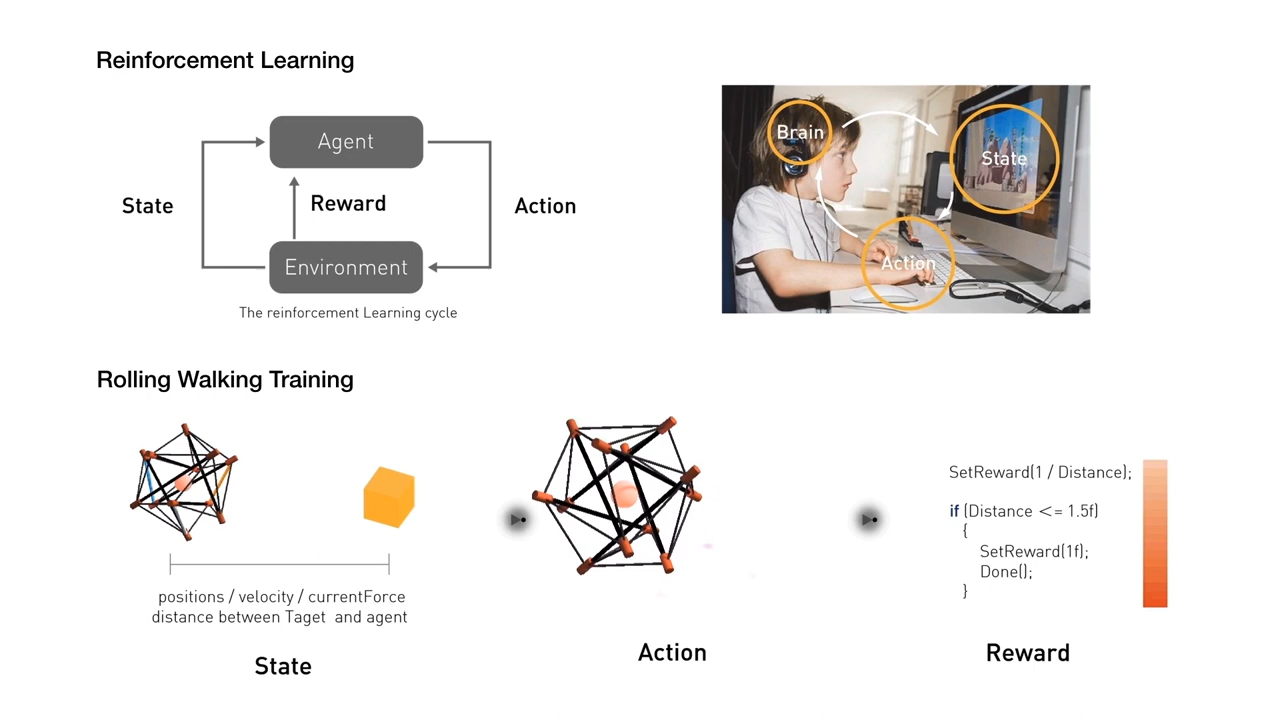 Reinforcement Learning
Agent
State
Reward
Action
Environment
The reinforcement Learning cycle
Brain
State
Action
Rolling Walking Training
positions / velocity / currentForce
distance between Taget and agent
State
Action
SetReward(1 / Distance);
if (Distance <= 1.5f)
{
SetReward(1f);
Done();
}
Reward